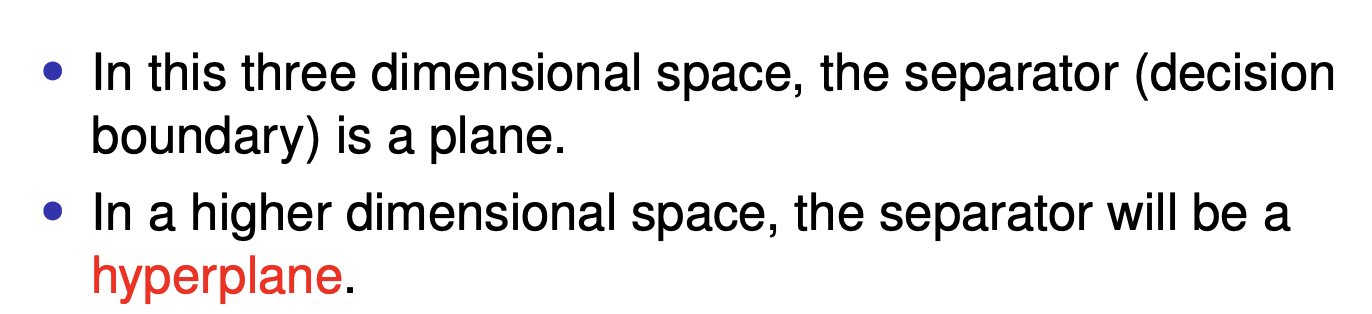 • In this three dimensional space, the separator (decision
boundary) is a plane.
• In a higher dimensional space, the separator will be a
hyperplane.